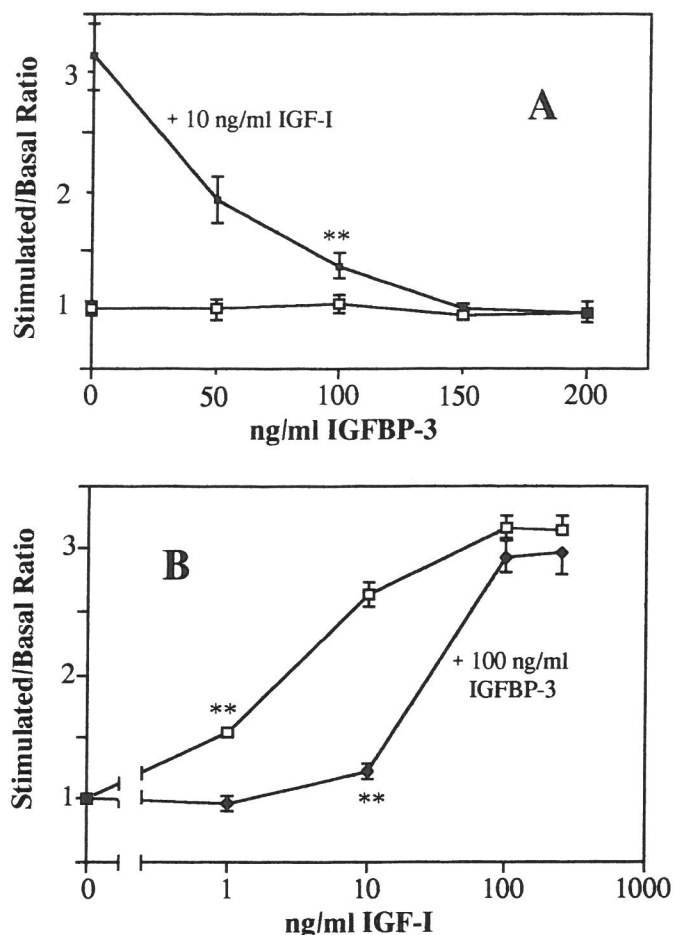 Stimulated/Basal Ratio
3
2
1
A
+ 10 ng/ml IGF-I
**
0 50 100 150 200
ng/ml IGFBP-3
Stimulated/Basal Ratio
3
2
1
B
**
+ 100 ng/ml
IGFBP-3
**
0 1 10 100 1000
ng/ml IGF-I